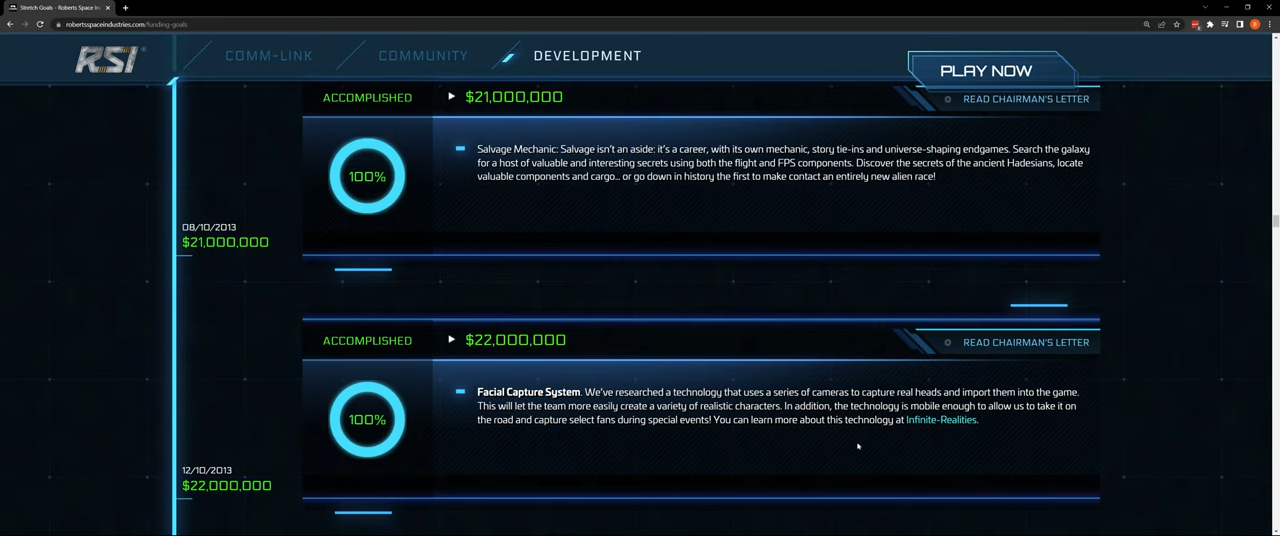 Stretch Goals - Roberts Space In
robertsspaceindustries.com/funding-goals
RSI
COMM-LINK
COMMUNITY
DEVELOPMENT
PLAY NOW
ACCOMPLISHED
$21,000,000
READ CHAIRMAN'S LETTER
100%
Salvage Mechanic: Salvage isn't an aside: it's a career, with its own mechanic, story tie-ins and universe-shaping endgames. Search the galaxy
for a host of valuable and interesting secrets using both the flight and FPS components. Discover the secrets of the ancient Hadesians, locate
valuable components and cargo... or go down in history the first to make contact an entirely new alien race!
08/10/2013
$21,000,000
ACCOMPLISHED
$22,000,000
READ CHAIRMAN'S LETTER
100%
Facial Capture System. We've researched a technology that uses a series of cameras to capture real heads and import them into the game.
This will let the team more easily create a variety of realistic characters. In addition, the technology is mobile enough to allow us to take it on
the road and capture select fans during special events! You can learn more about this technology at Infinite-Realities.
12/10/2013
$22,000,000